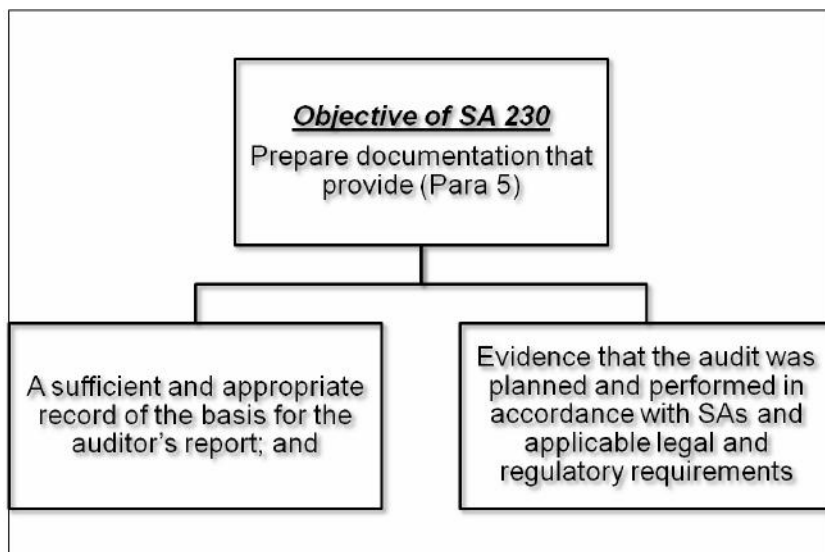 Objective of SA 230
Prepare documentation that
provide (Para 5)
A sufficient and appropriate
record of the basis for the
auditor's report; and
Evidence that the audit was
planned and performed in
accordance with SAs and
applicable legal and
regulatory requirements